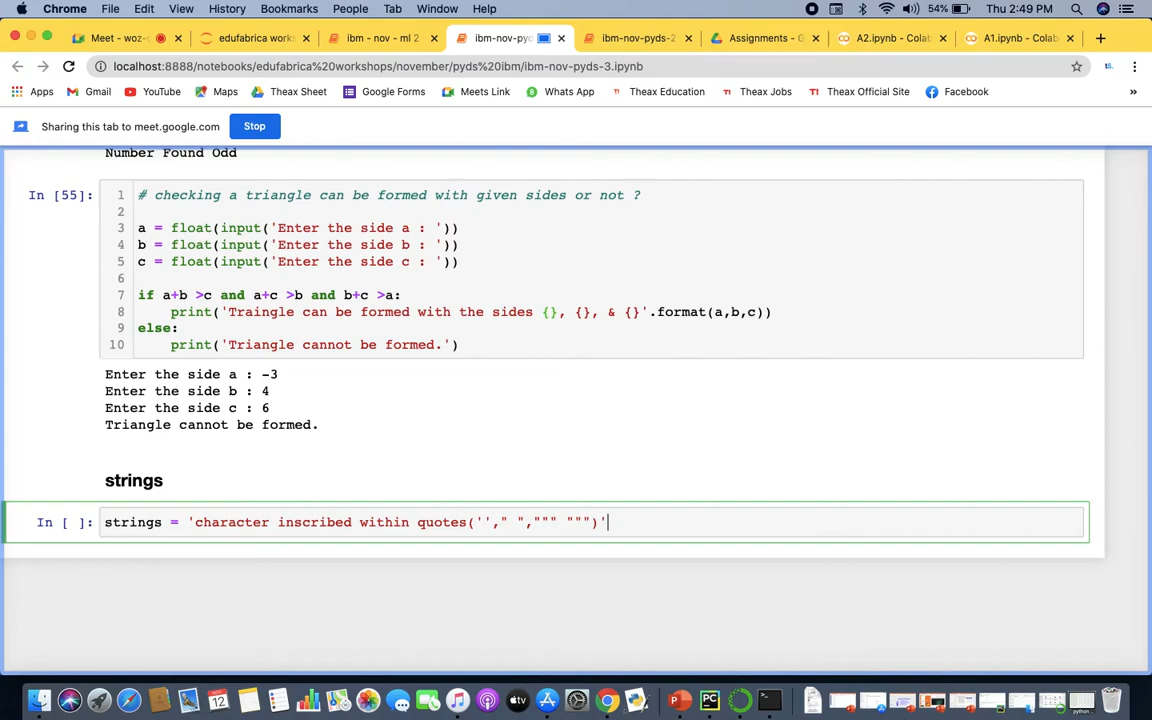 Chrome File Edit View History Bookmarks People Tab Window Help 54% Thu 2:49 PM
Meet - woz- edufabrica works ibm - nov - ml 2 ibm-nov-pyd ibm-nov-pyds-2 Assignments - G A2.ipynb - Colab A1.ipynb - Colab
localhost:8888/notebooks/edufabrica%20workshops/november/pyds%20ibm/ibm-nov-pyds-3.ipynb
Apps Gmail YouTube Maps Theax Sheet Google Forms Meets Link Whats App Theax Education Theax Jobs Theax Official Site Facebook »
Sharing this tab to meet.google.com Stop
Number Found Odd
In [55]: 1 # checking a triangle can be formed with given sides or not ?
2
3 a = float(input('Enter the side a : '))
4 b = float(input('Enter the side b : '))
5 c = float(input('Enter the side c : '))
6
7 if a+b >c and a+c >b and b+c >a:
8 print('Traingle can be formed with the sides {}, {}, & {}'.format(a,b,c))
9 else:
10 print('Triangle cannot be formed.')
Enter the side a : -3
Enter the side b : 4
Enter the side c : 6
Triangle cannot be formed.
strings
In [ ]: strings = 'character inscribed within quotes(''," ",""" """)'